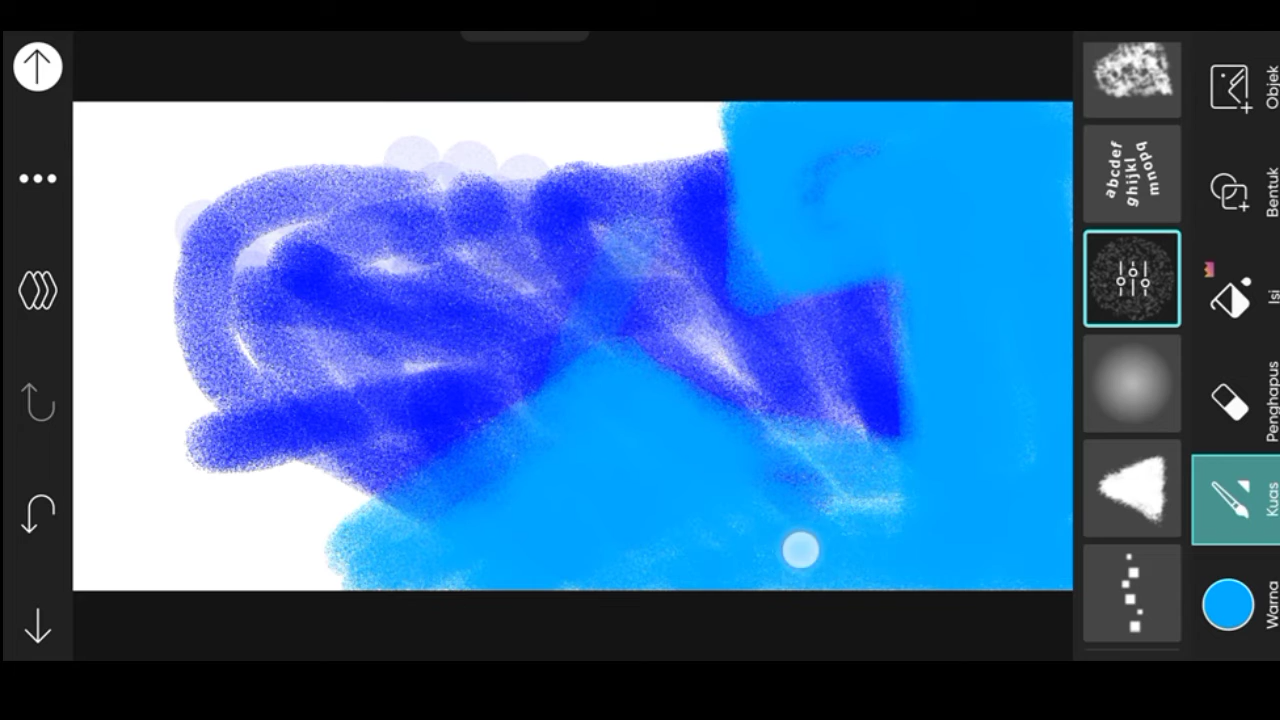 abcdef
ghijkl
mnopq
Objek
Bentuk
Isi
Penghapus
Kuas
Warna